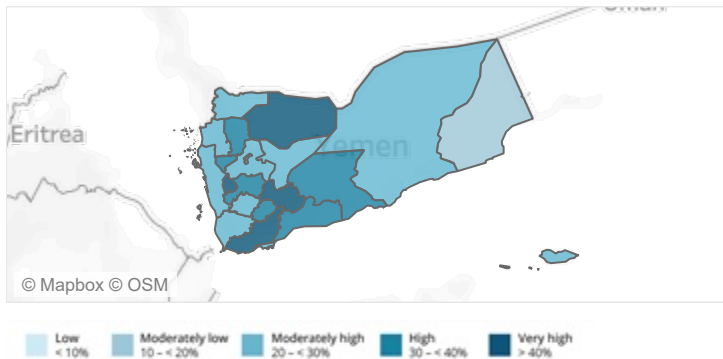 Eritrea
Yemen
© Mapbox © OSM
Low
< 10%
Moderately low
10 – < 20%
Moderately high
20 – < 30%
High
30 – < 40%
Very high
> 40%